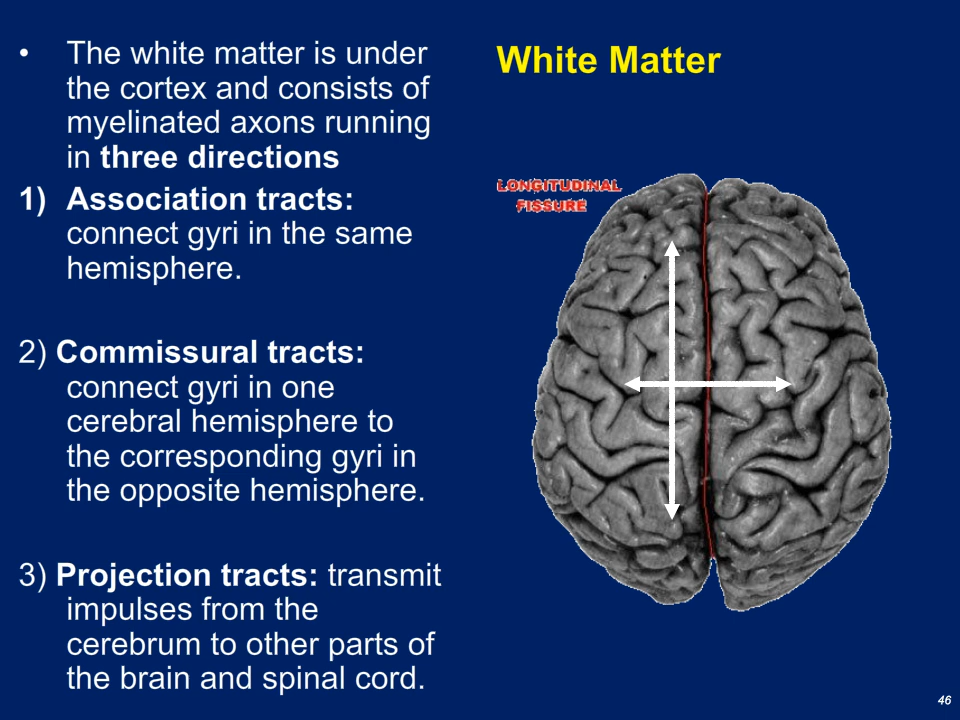 • The white matter is under
the cortex and consists of
myelinated axons running
in three directions
1) Association tracts:
connect gyri in the same
hemisphere.
2) Commissural tracts:
connect gyri in one
cerebral hemisphere to
the corresponding gyri in
the opposite hemisphere.
3) Projection tracts: transmit
impulses from the
cerebrum to other parts of
the brain and spinal cord.
White Matter
LONGITUDINAL
FISSURE
46